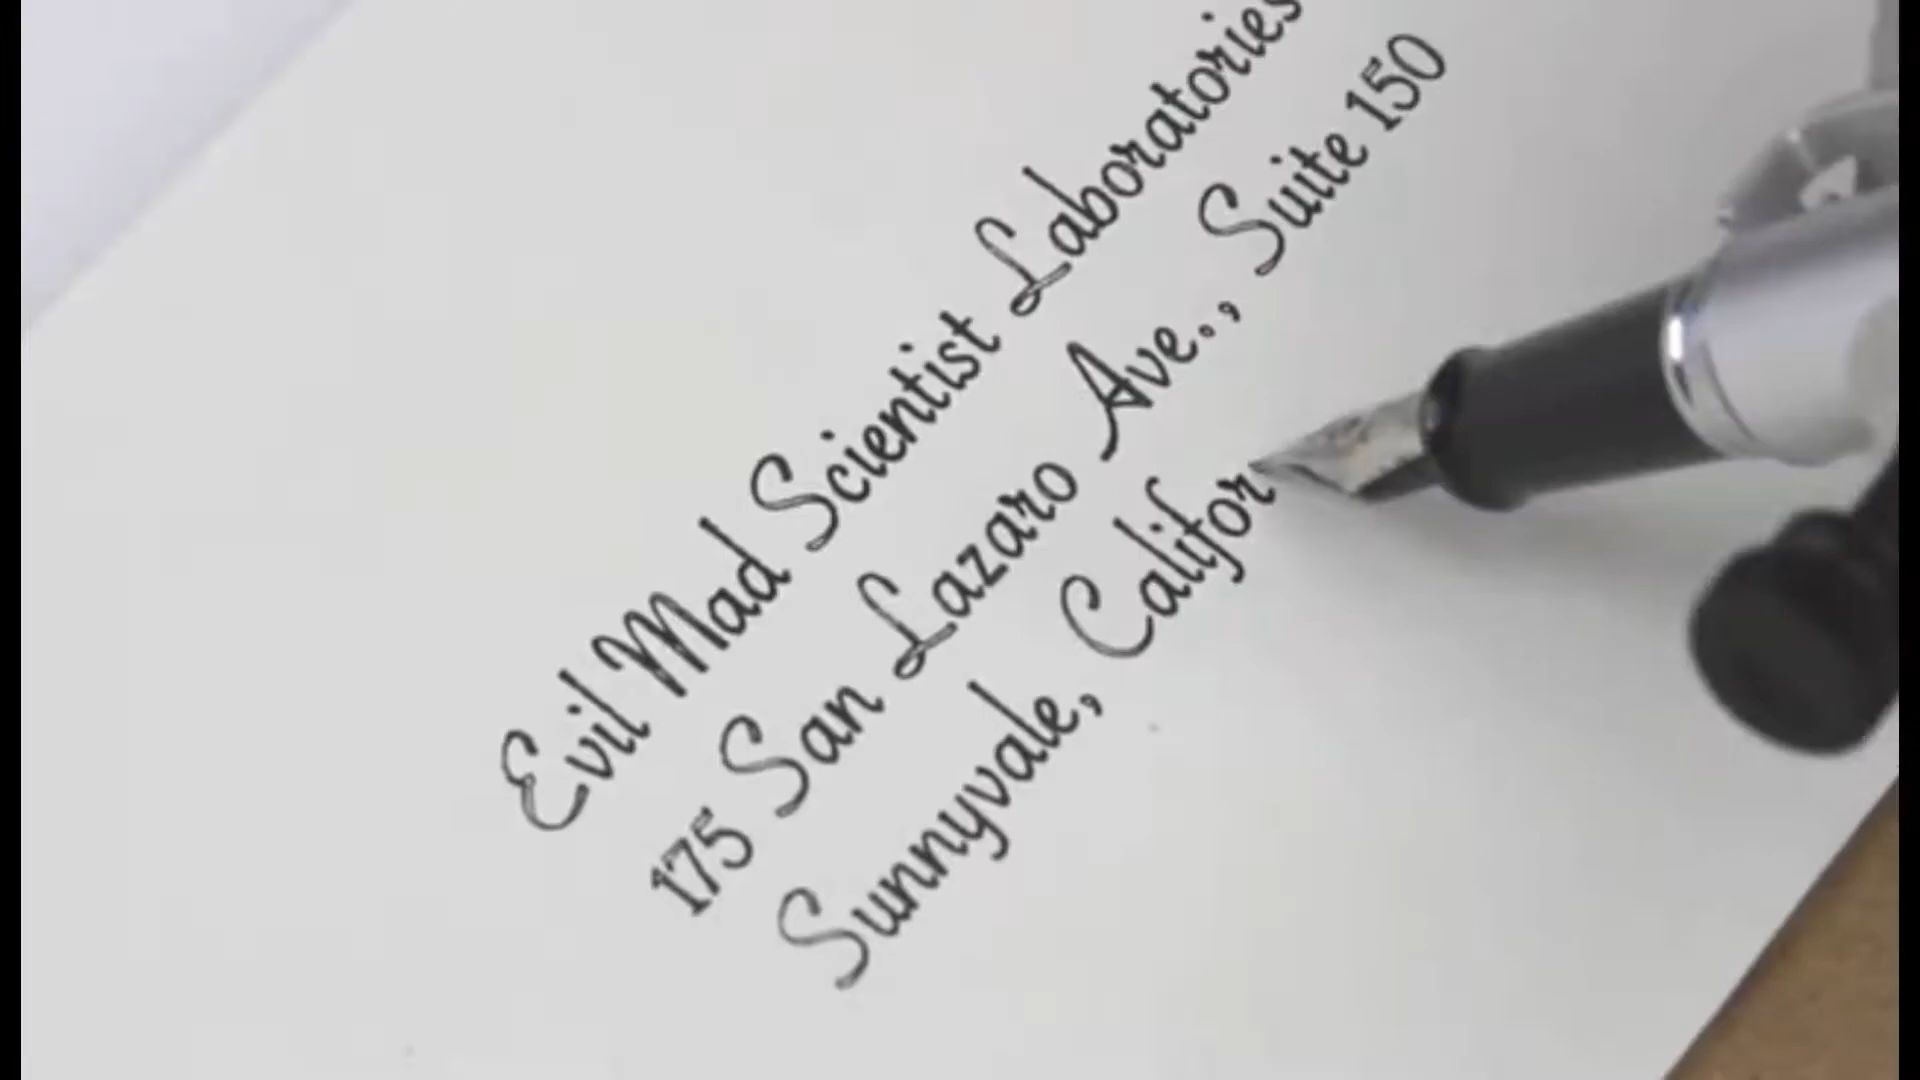 Evil Mad Scientist Laboratories
175 San Lazaro Ave., Suite 150
Sunnyvale, Califor